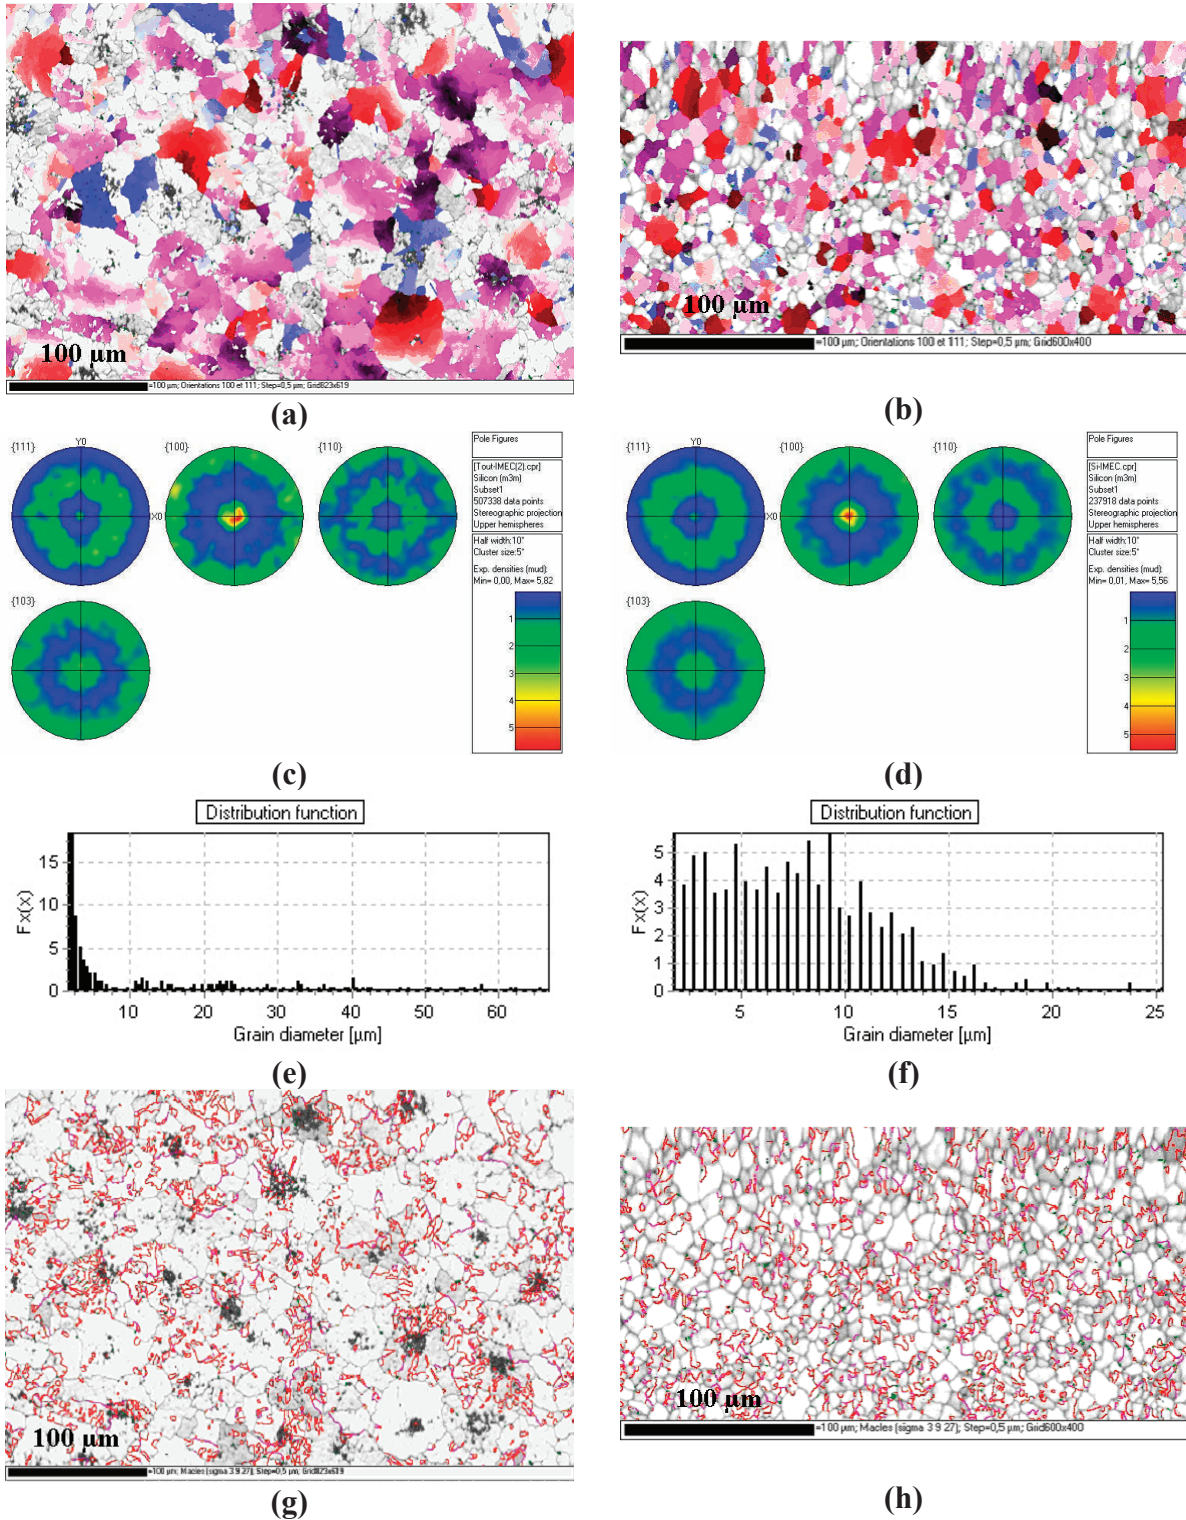 100 µm
=100 µm; Orientations 100 et 111; Step=0,5 µm; Grid823x619
(a)
100 µm
=100 µm; Orientations 100 et 111; Step=0,5 µm; Grid600x400
(b)
{111}
Y0
X0
{100}
{110}
{103}
Pole Figures
[Tout-IMEC(2).cpr]
Silicon (m3m)
Subset1
507338 data points
Stereographic projection
Upper hemispheres
Half width:10°
Cluster size:5°
Exp. densities (mud):
Min= 0,00, Max= 5,82
1
2
3
4
5
(c)
{111}
Y0
X0
{100}
{110}
{103}
Pole Figures
[Si-IMEC.cpr]
Silicon (m3m)
Subset1
237918 data points
Stereographic projection
Upper hemispheres
Half width:10°
Cluster size:5°
Exp. densities (mud):
Min= 0,01, Max= 5,56
1
2
3
4
5
(d)
Distribution function
Fx(x)
15
10
5
0
10 20 30 40 50 60
Grain diameter [µm]
(e)
Distribution function
Fx(x)
5
4
3
2
1
0
5 10 15 20 25
Grain diameter [µm]
(f)
100 µm
=100 µm; Macles (sigma 3 9 27); Step=0,5 µm; Grid823x619
(g)
100 µm
=100 µm; Macles (sigma 3 9 27); Step=0,5 µm; Grid600x400
(h)